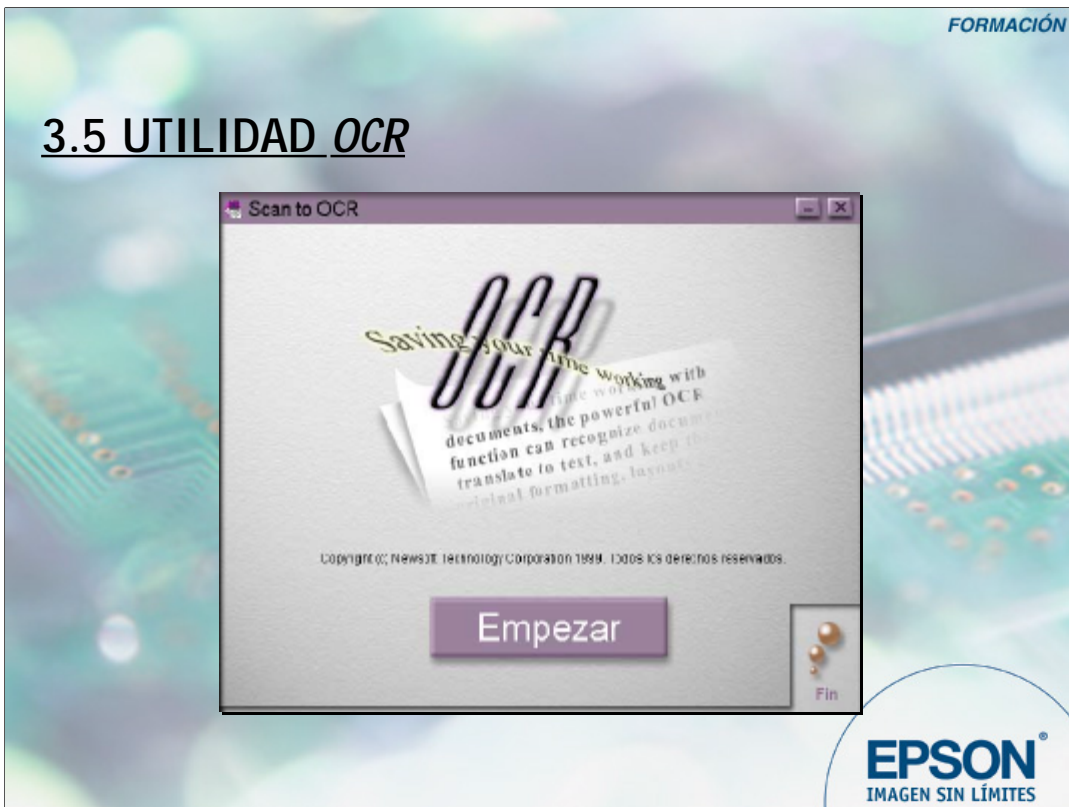 FORMACIÓN
3.5 UTILIDAD OCR
Scan to OCR
OCR
Saving your time working with
documents, the powerful OCR
function can recognize docum
translate to text, and keep th
original formatting, layout
Copyright (c) Newsoft Technology Corporation 1999. Todos los derechos reservados.
Empezar
Fin
EPSON®
IMAGEN SIN LÍMITES